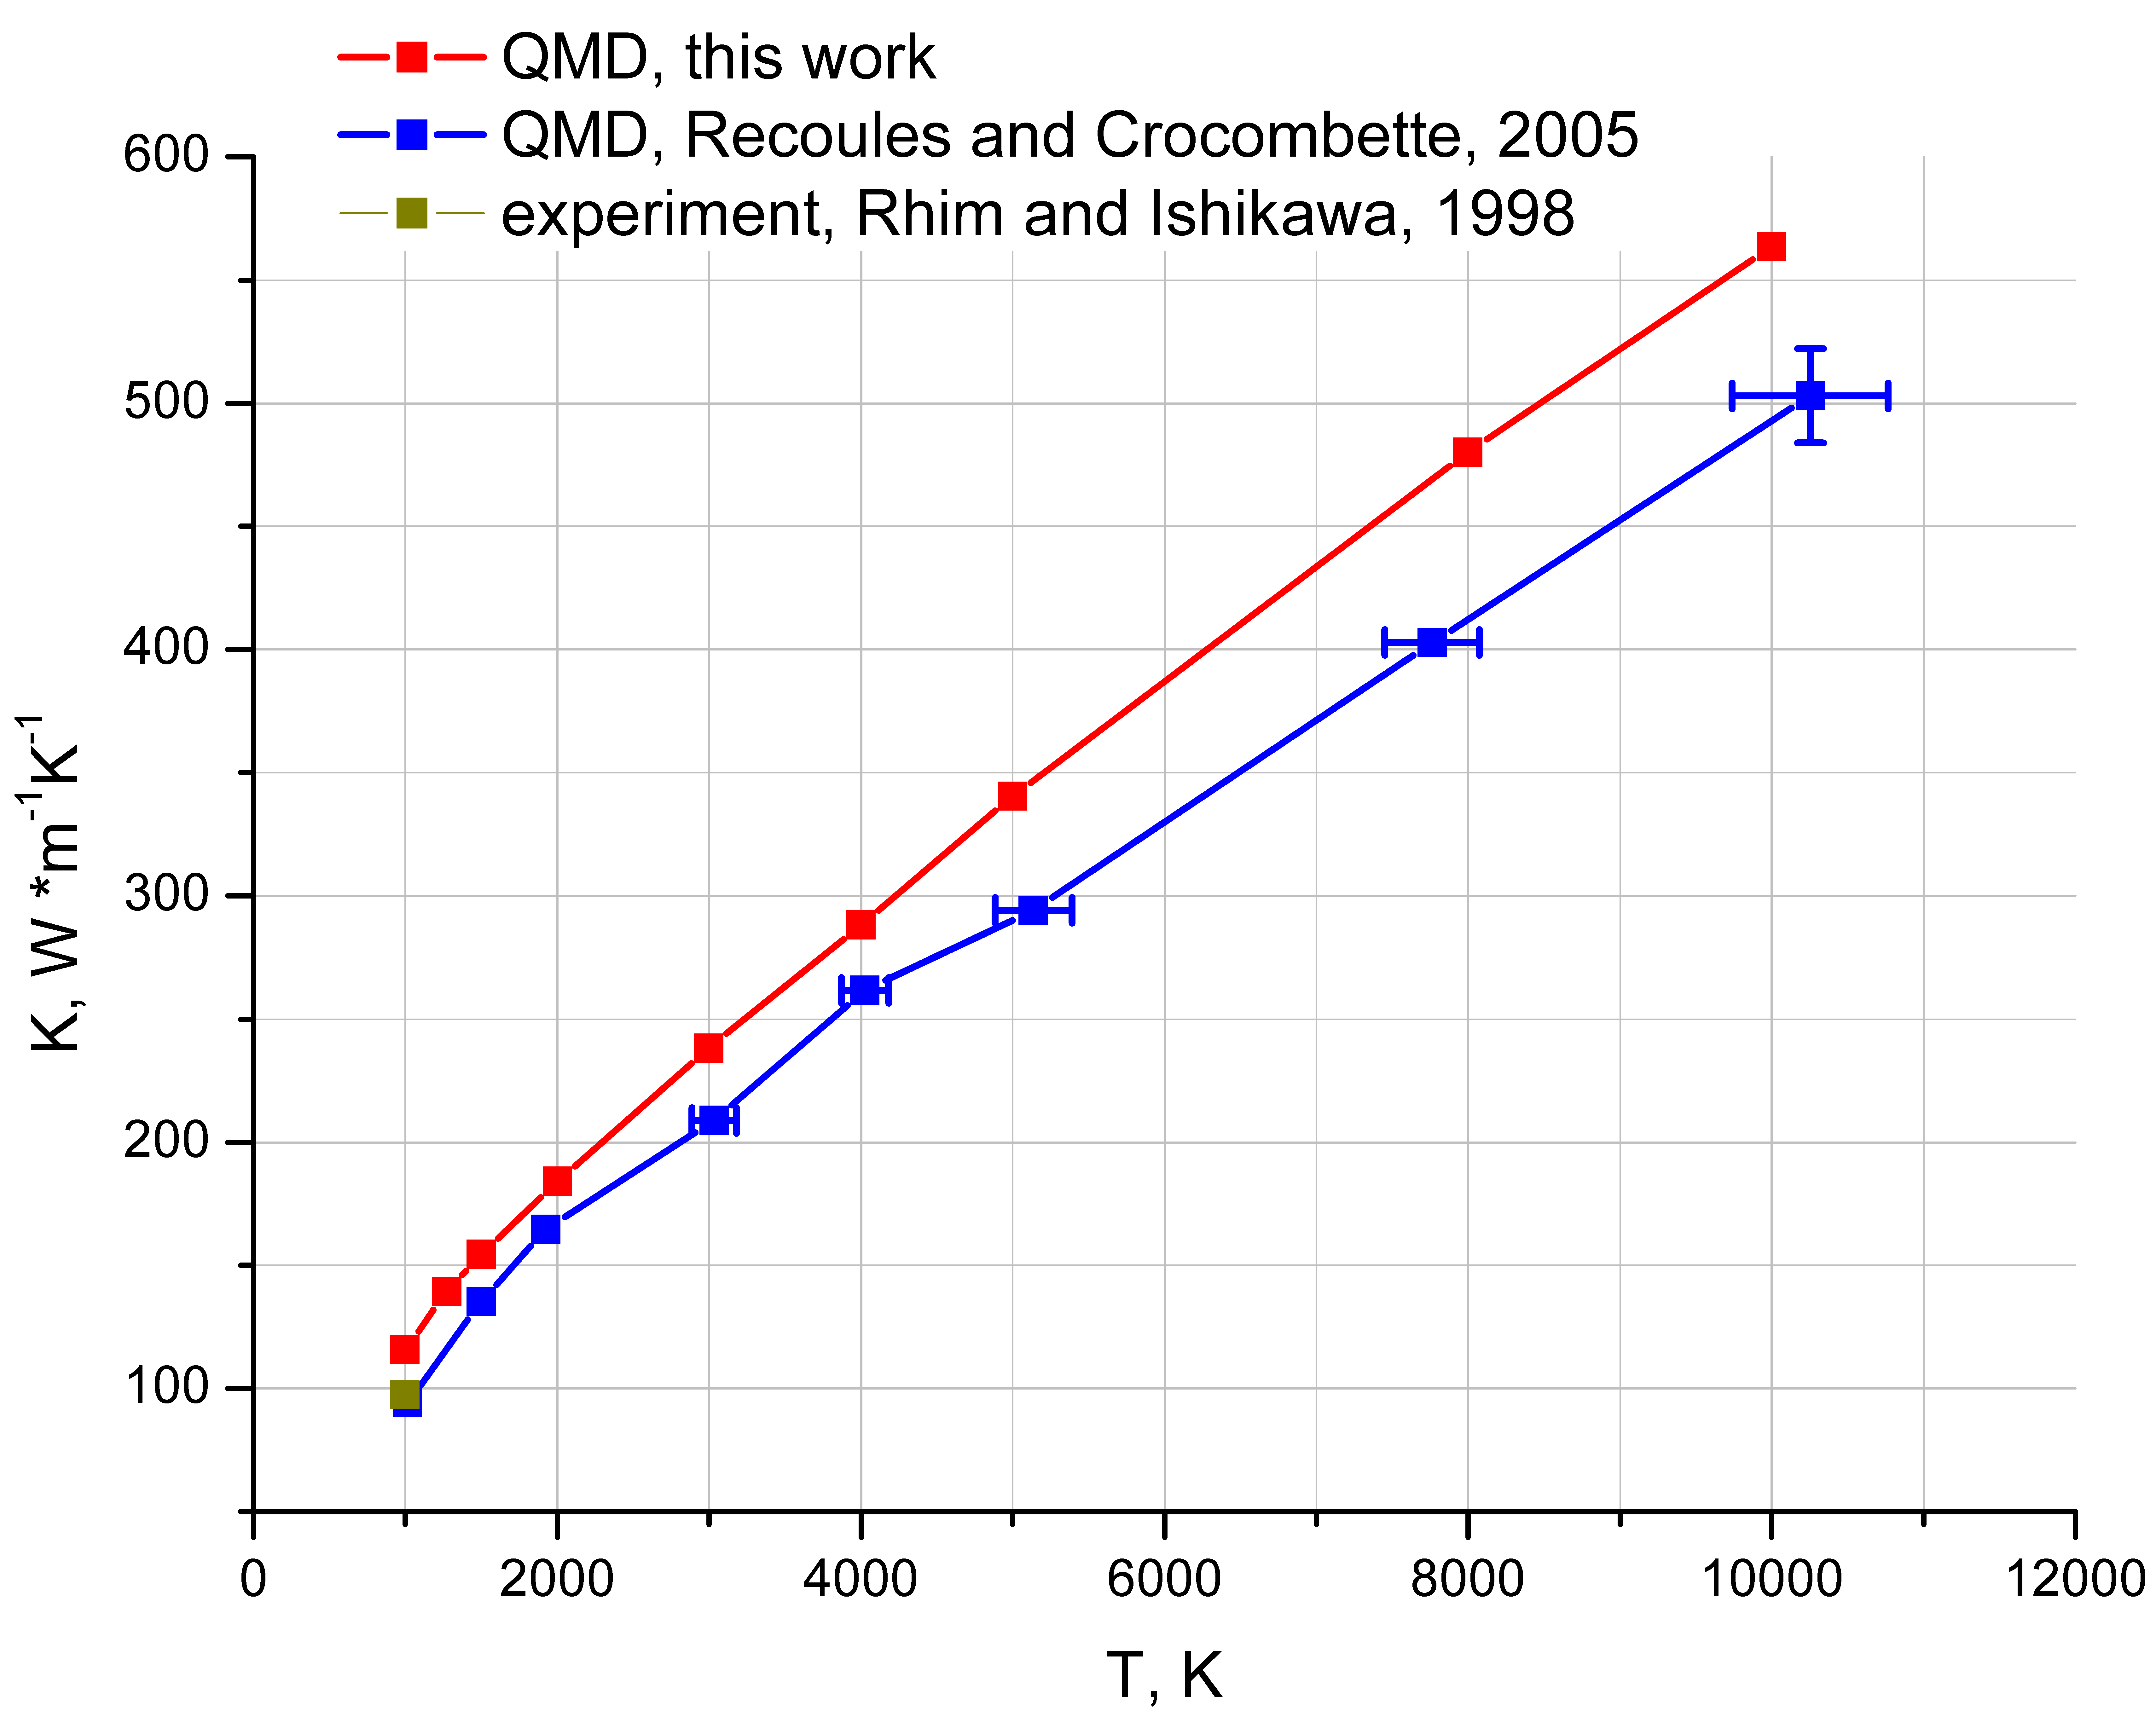 QMD, this work
QMD, Recoules and Crocombette, 2005
experiment, Rhim and Ishikawa, 1998
600
500
400
300
200
100
K, W *m⁻¹K⁻¹
0 2000 4000 6000 8000 10000 12000
T, K